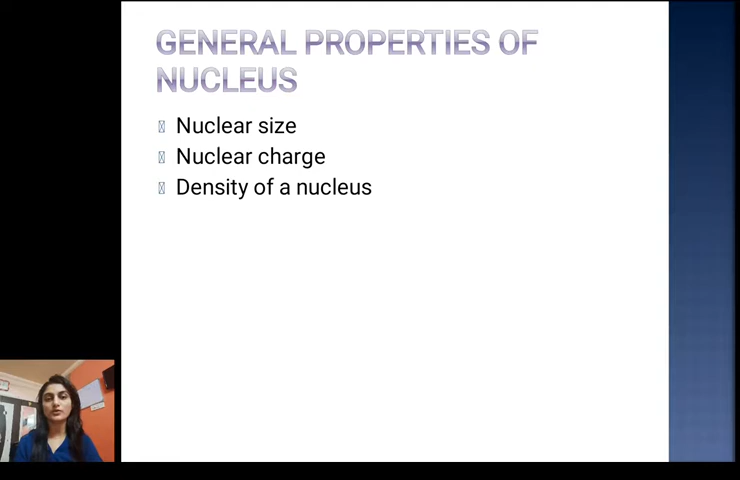 GENERAL PROPERTIES OF
NUCLEUS
Nuclear size
Nuclear charge
Density of a nucleus